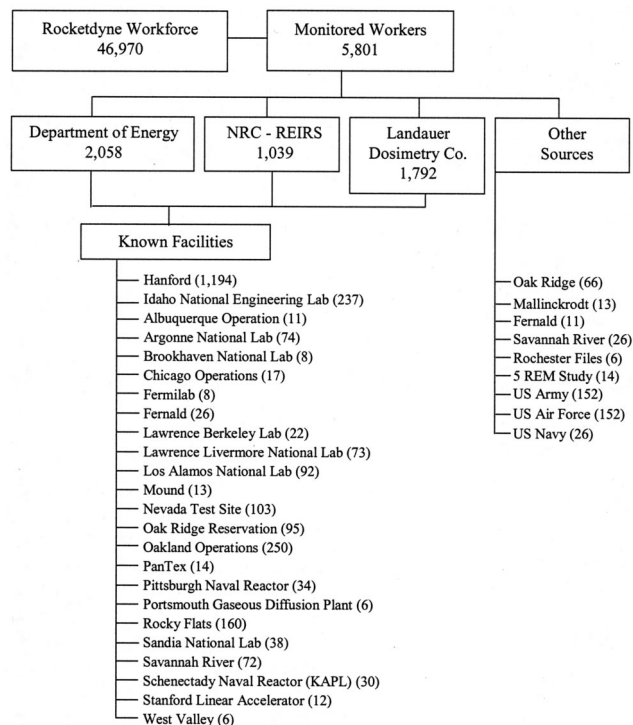 Rocketdyne Workforce
46,970
Monitored Workers
5,801
Department of Energy
2,058
NRC - REIRS
1,039
Landauer
Dosimetry Co.
1,792
Other
Sources
Known Facilities
Hanford (1,194)
Idaho National Engineering Lab (237)
Albuquerque Operation (11)
Argonne National Lab (74)
Brookhaven National Lab (8)
Chicago Operations (17)
Fermilab (8)
Fernald (26)
Lawrence Berkeley Lab (22)
Lawrence Livermore National Lab (73)
Los Alamos National Lab (92)
Mound (13)
Nevada Test Site (103)
Oak Ridge Reservation (95)
Oakland Operations (250)
PanTex (14)
Pittsburgh Naval Reactor (34)
Portsmouth Gaseous Diffusion Plant (6)
Rocky Flats (160)
Sandia National Lab (38)
Savannah River (72)
Schenectady Naval Reactor (KAPL) (30)
Stanford Linear Accelerator (12)
West Valley (6)
Oak Ridge (66)
Mallinckrodt (13)
Fernald (11)
Savannah River (26)
Rochester Files (6)
5 REM Study (14)
US Army (152)
US Air Force (152)
US Navy (26)